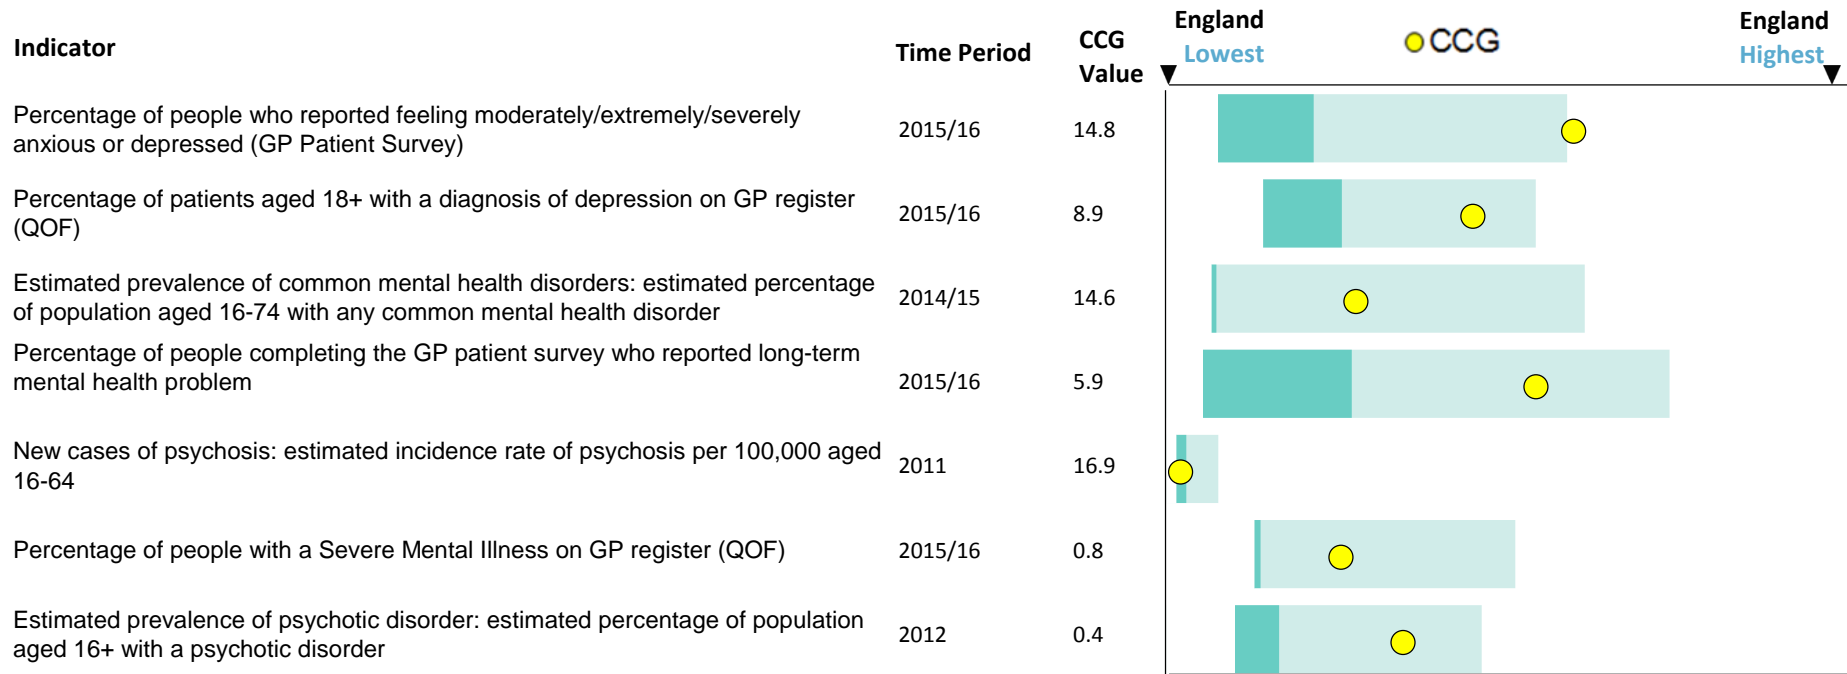 Indicator
Time Period
CCG
Value
England
Lowest
CCG
England
Highest
Percentage of people who reported feeling moderately/extremely/severely
anxious or depressed (GP Patient Survey)
2015/16
14.8
Percentage of patients aged 18+ with a diagnosis of depression on GP register
(QOF)
2015/16
8.9
Estimated prevalence of common mental health disorders: estimated percentage
of population aged 16-74 with any common mental health disorder
2014/15
14.6
Percentage of people completing the GP patient survey who reported long-term
mental health problem
2015/16
5.9
New cases of psychosis: estimated incidence rate of psychosis per 100,000 aged
16-64
2011
16.9
Percentage of people with a Severe Mental Illness on GP register (QOF)
2015/16
0.8
Estimated prevalence of psychotic disorder: estimated percentage of population
aged 16+ with a psychotic disorder
2012
0.4